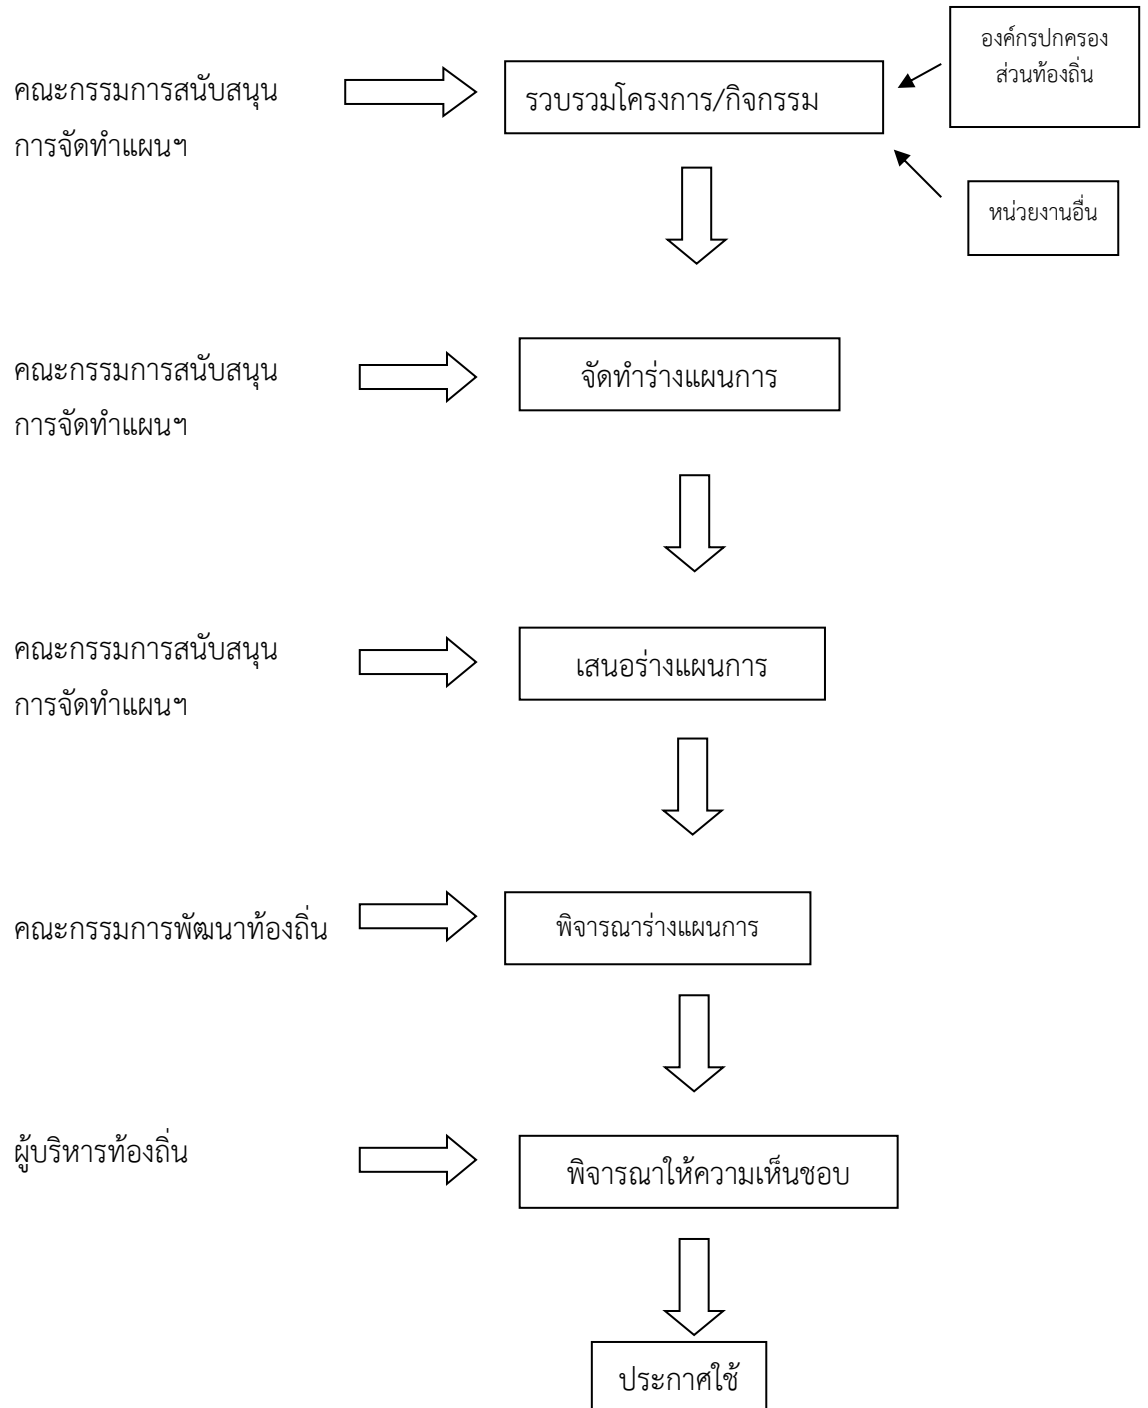 องค์กรปกครอง
ส่วนท้องถิ่น
คณะกรรมการสนับสนุน
การจัดทำแผนฯ
รวบรวมโครงการ/กิจกรรม
หน่วยงานอื่น
คณะกรรมการสนับสนุน
การจัดทำแผนฯ
จัดทำร่างแผนการ
คณะกรรมการสนับสนุน
การจัดทำแผนฯ
เสนอร่างแผนการ
คณะกรรมการพัฒนาท้องถิ่น
พิจารณาร่างแผนการ
ผู้บริหารท้องถิ่น
พิจารณาให้ความเห็นชอบ
ประกาศใช้